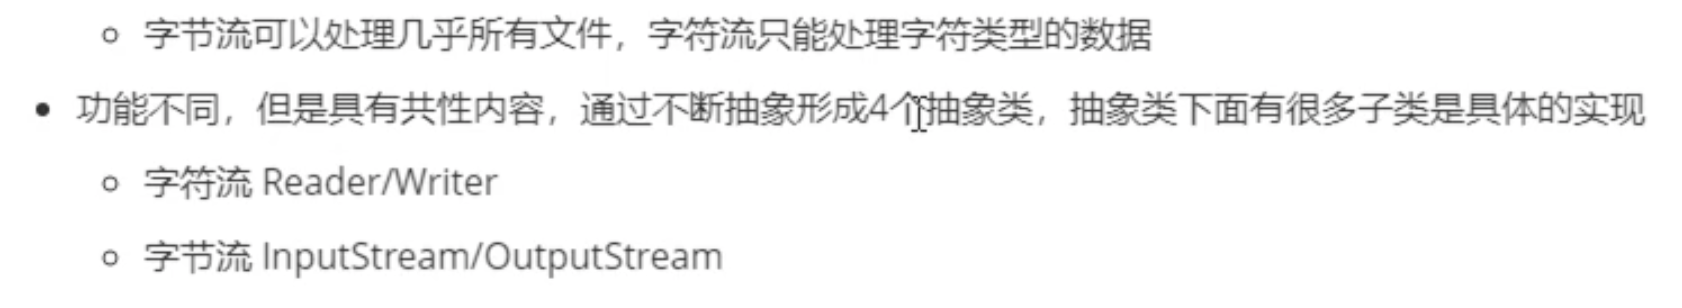 字节流可以处理几乎所有文件，字符流只能处理字符类型的数据
功能不同，但是具有共性内容，通过不断抽象形成4个抽象类，抽象类下面有很多子类是具体的实现
字符流 Reader/Writer
字节流 InputStream/OutputStream